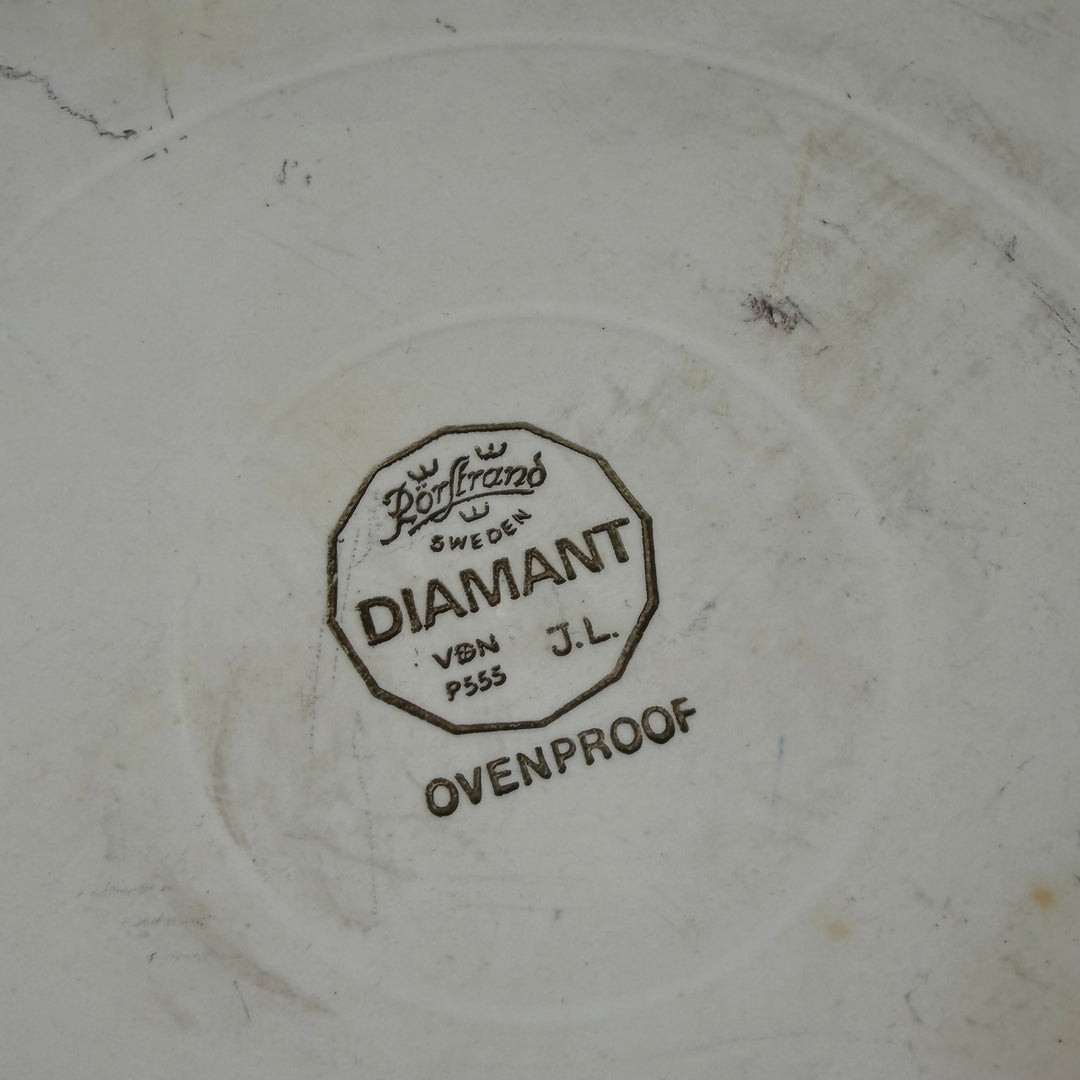 Rörstrand
SWEDEN
DIAMANT
VDN J.L.
P555
OVENPROOF